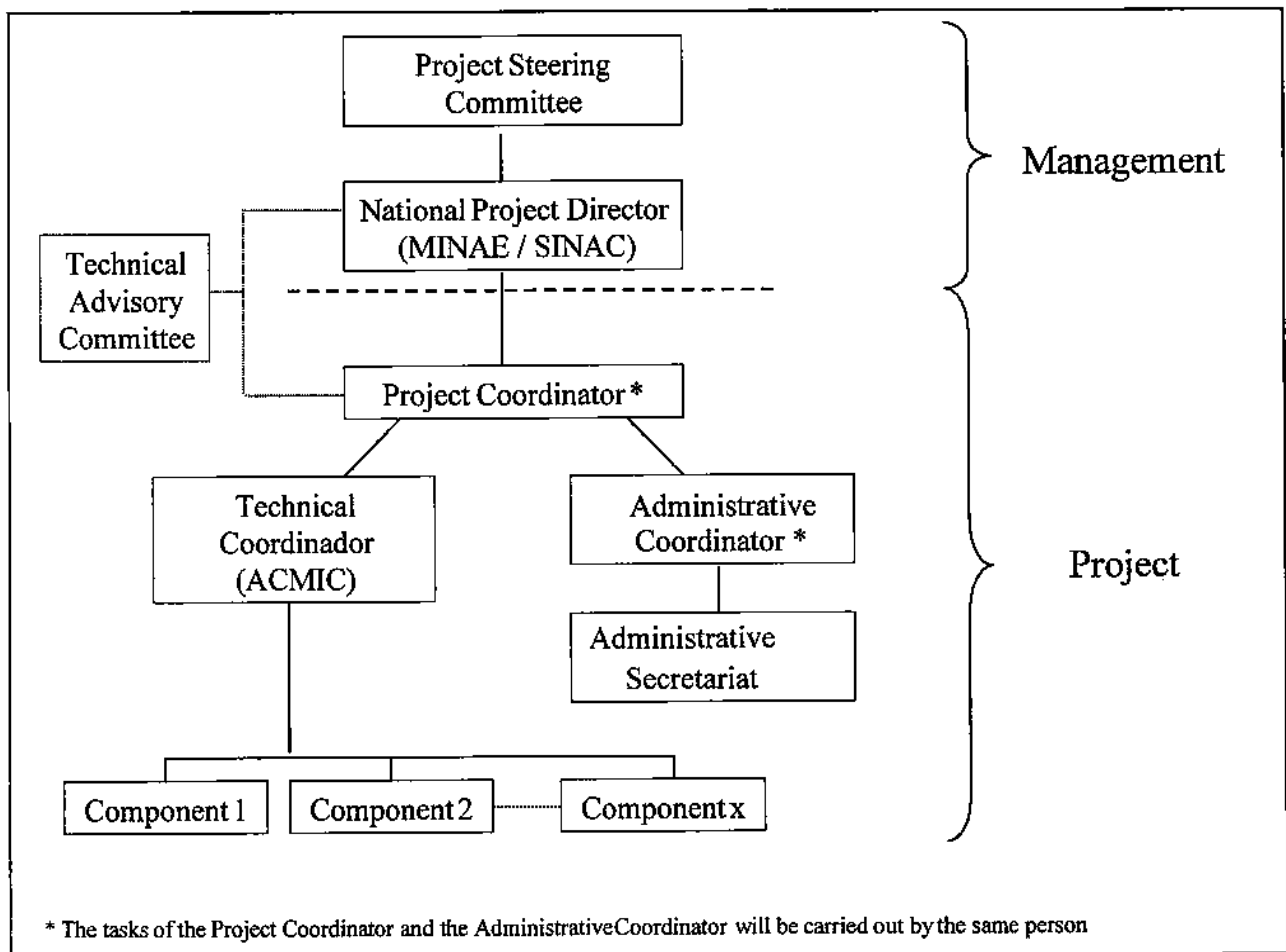 Project Steering
Committee
Management
National Project Director
(MINAE / SINAC)
Technical
Advisory
Committee
Project Coordinator *
Technical
Coordinador
(ACMIC)
Administrative
Coordinator *
Project
Administrative
Secretariat
Component 1
Component 2
Component x
* The tasks of the Project Coordinator and the Administrative Coordinator will be carried out by the same person